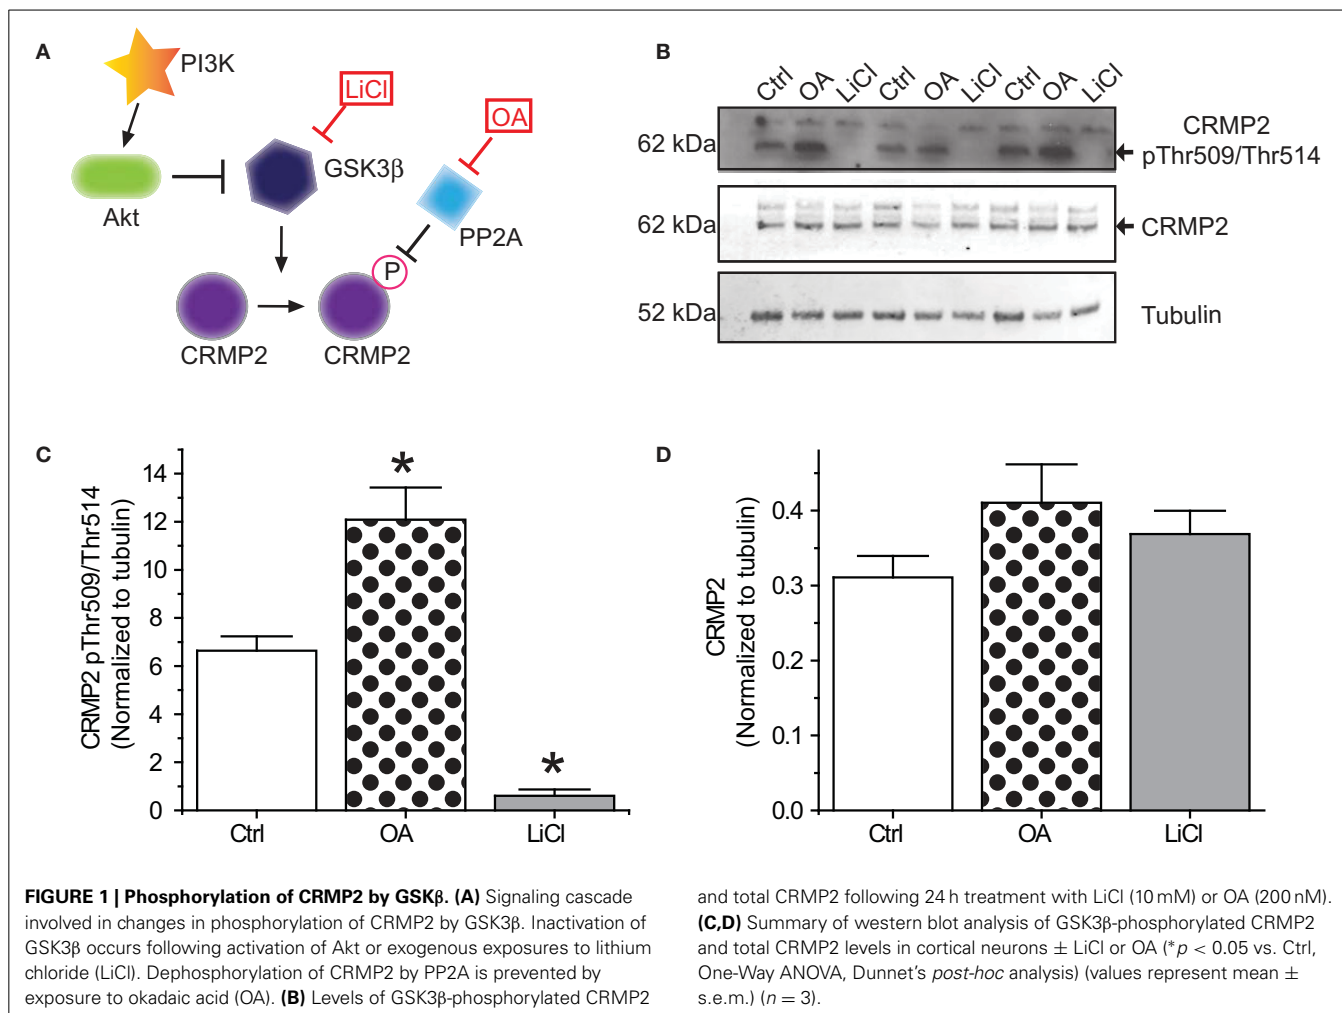 A
PI3K
LiCl
OA
GSK3β
Akt
PP2A
P
CRMP2
CRMP2
B
Ctrl
OA
LiCl
Ctrl
OA
LiCl
Ctrl
OA
LiCl
62 kDa
CRMP2
pThr509/Thr514
62 kDa
CRMP2
52 kDa
Tubulin
C
CRMP2 pThr509/Thr514
(Normalized to tubulin)
14
12
10
8
6
4
2
0
*
*
Ctrl
OA
LiCl
D
CRMP2
(Normalized to tubulin)
0.4
0.3
0.2
0.1
0.0
Ctrl
OA
LiCl
FIGURE 1 | Phosphorylation of CRMP2 by GSKβ. (A) Signaling cascade
involved in changes in phosphorylation of CRMP2 by GSK3β. Inactivation of
GSK3β occurs following activation of Akt or exogenous exposures to lithium
chloride (LiCl). Dephosphorylation of CRMP2 by PP2A is prevented by
exposure to okadaic acid (OA). (B) Levels of GSK3β-phosphorylated CRMP2
and total CRMP2 following 24 h treatment with LiCl (10 mM) or OA (200 nM).
(C,D) Summary of western blot analysis of GSK3β-phosphorylated CRMP2
and total CRMP2 levels in cortical neurons ± LiCl or OA (*p < 0.05 vs. Ctrl,
One-Way ANOVA, Dunnet's post-hoc analysis) (values represent mean ±
s.e.m.) (n = 3).